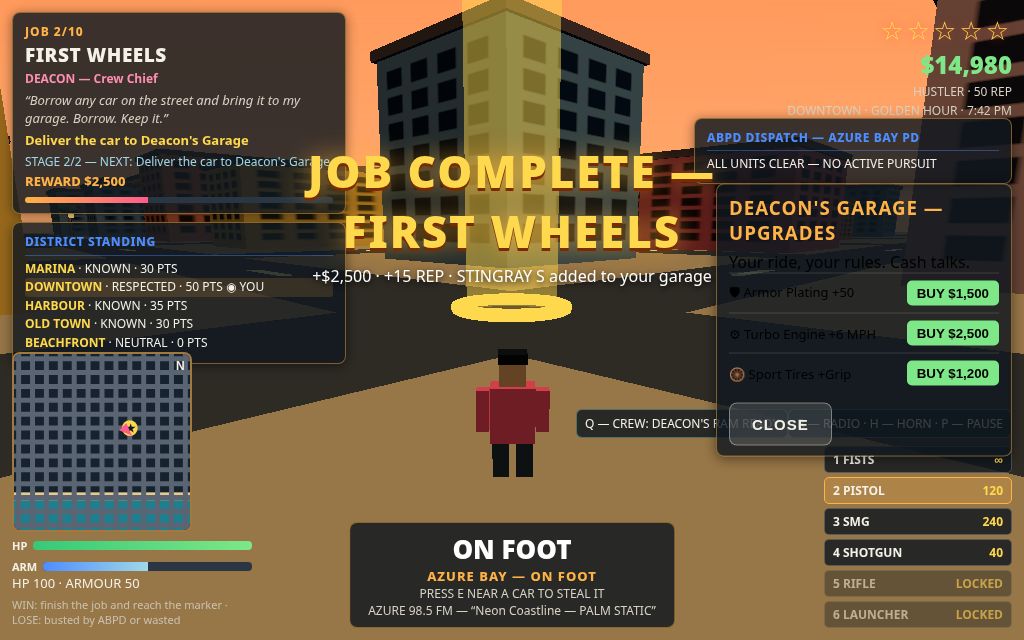 JOB 2/10
FIRST WHEELS
DEACON — Crew Chief
“Borrow any car on the street and bring it to my
garage. Borrow. Keep it.”
Deliver the car to Deacon's Garage
STAGE 2/2 — NEXT: Deliver the car to Deacon's Garage
REWARD $2,500
DISTRICT STANDING
MARINA · KNOWN · 30 PTS
DOWNTOWN · RESPECTED · 50 PTS ◉ YOU
HARBOUR · KNOWN · 35 PTS
OLD TOWN · KNOWN · 30 PTS
BEACHFRONT · NEUTRAL · 0 PTS
N
HP
ARM
HP 100 · ARMOUR 50
WIN: finish the job and reach the marker ·
LOSE: busted by ABPD or wasted
JOB COMPLETE —
FIRST WHEELS
+$2,500 · +15 REP · STINGRAY S added to your garage
ON FOOT
AZURE BAY — ON FOOT
PRESS E NEAR A CAR TO STEAL IT
AZURE 98.5 FM — “Neon Coastline — PALM STATIC”
☆☆☆☆☆
$14,980
HUSTLER · 50 REP
DOWNTOWN · GOLDEN HOUR · 7:42 PM
ABPD DISPATCH — AZURE BAY PD
ALL UNITS CLEAR — NO ACTIVE PURSUIT
DEACON'S GARAGE —
UPGRADES
Your ride, your rules. Cash talks.
Armor Plating +50 BUY $1,500
Turbo Engine +6 MPH BUY $2,500
Sport Tires +Grip BUY $1,200
CLOSE
Q — CREW: DEACON'S RAM RADIO · H — HORN · P — PAUSE
1 FISTS ∞
2 PISTOL 120
3 SMG 240
4 SHOTGUN 40
5 RIFLE LOCKED
6 LAUNCHER LOCKED